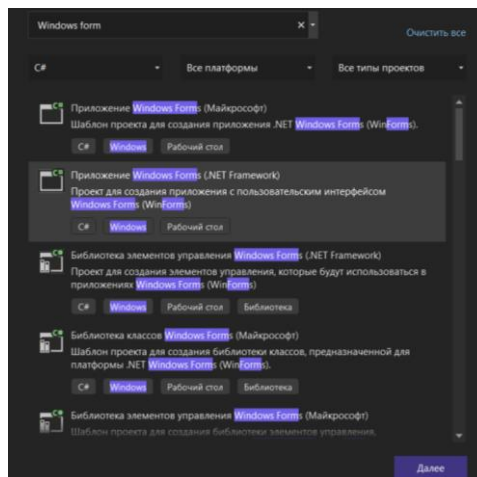 Windows form
Очистить все
C# Все платформы Все типы проектов
Приложение Windows Forms (Майкрософт)
Шаблон проекта для создания приложения .NET Windows Forms (WinForms).
C# Windows Рабочий стол
Приложение Windows Forms (.NET Framework)
Проект для создания приложения с пользовательским интерфейсом
Windows Forms (WinForms)
C# Windows Рабочий стол
Библиотека элементов управления Windows Forms (.NET Framework)
Проект для создания элементов управления, которые будут использоваться в
приложениях Windows Forms (WinForms)
C# Windows Рабочий стол Библиотека
Библиотека классов Windows Forms (Майкрософт)
Шаблон проекта для создания библиотеки классов, предназначенной для
платформы .NET Windows Forms (WinForms).
C# Windows Рабочий стол Библиотека
Библиотека элементов управления Windows Forms (Майкрософт)
Шаблон проекта для создания библиотеки элементов управления,
Далее